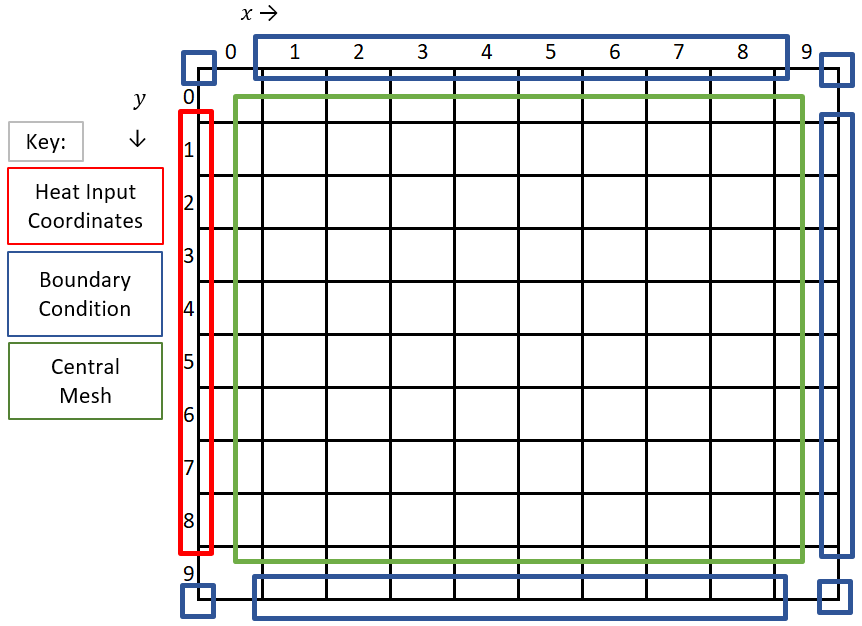 x →
0 1 2 3 4 5 6 7 8 9
y
↓
0
1
2
3
4
5
6
7
8
9
Key:
Heat Input
Coordinates
Boundary
Condition
Central
Mesh